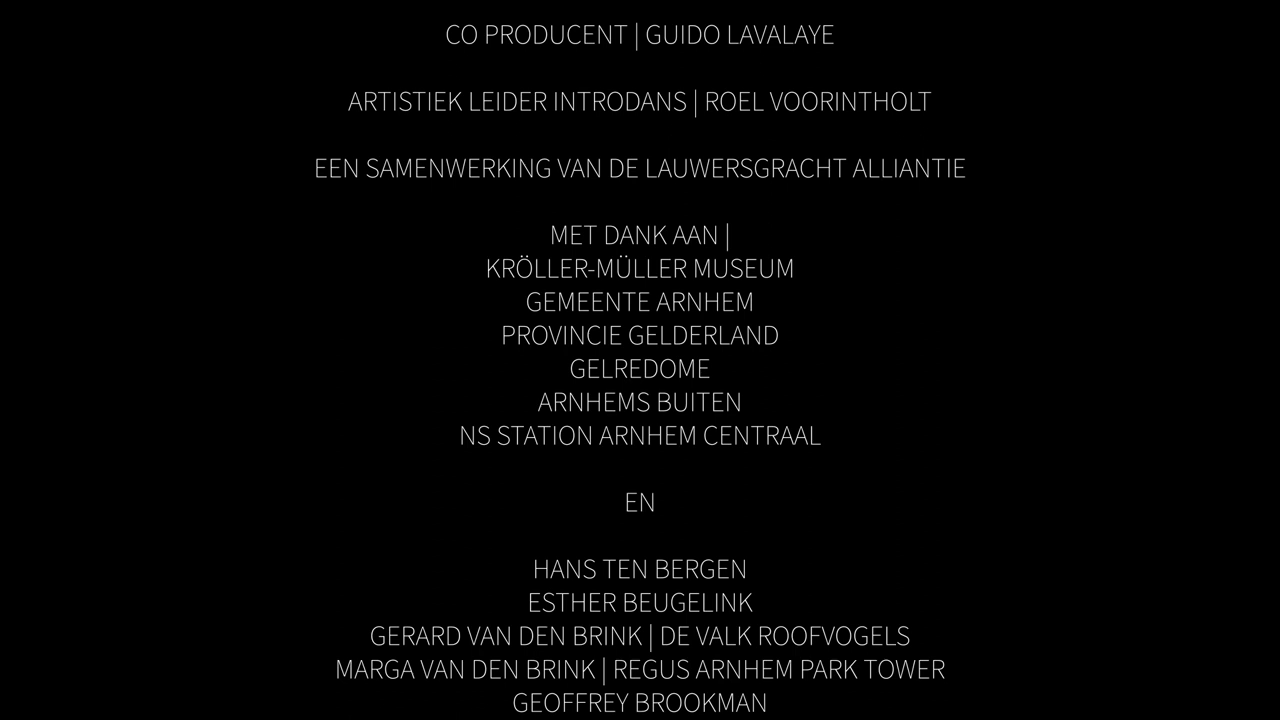 CO PRODUCENT | GUIDO LAVALAYE
ARTISTIEK LEIDER INTRODANS | ROEL VOORINTHOLT
EEN SAMENWERKING VAN DE LAUWERSGRACHT ALLIANTIE
MET DANK AAN |
KRÖLLER-MÜLLER MUSEUM
GEMEENTE ARNHEM
PROVINCIE GELDERLAND
GELREDOME
ARNHEMS BUITEN
NS STATION ARNHEM CENTRAAL
EN
HANS TEN BERGEN
ESTHER BEUGELINK
GERARD VAN DEN BRINK | DE VALK ROOFVOGELS
MARGA VAN DEN BRINK | REGUS ARNHEM PARK TOWER
GEOFFREY BROOKMAN